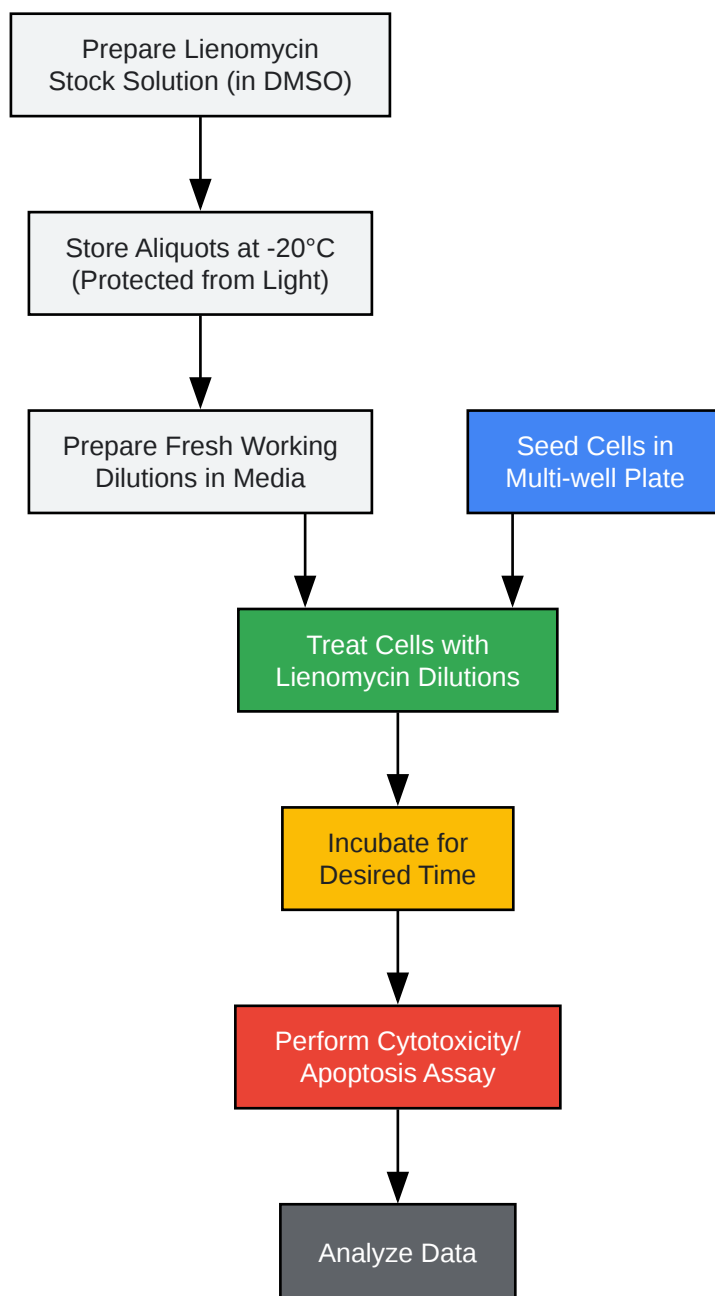 Prepare Lienomycin
Stock Solution (in DMSO)
Store Aliquots at -20°C
(Protected from Light)
Prepare Fresh Working
Dilutions in Media
Seed Cells in
Multi-well Plate
Treat Cells with
Lienomycin Dilutions
Incubate for
Desired Time
Perform Cytotoxicity/
Apoptosis Assay
Analyze Data